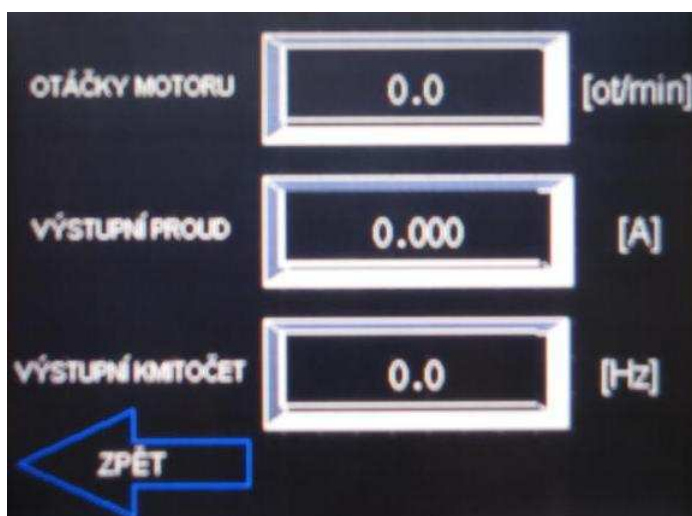 OTÁČKY MOTORU 0.0 [ot/min]
VÝSTUPNÍ PROUD 0.000 [A]
VÝSTUPNÍ KMITOČET 0.0 [Hz]
ZPĚT